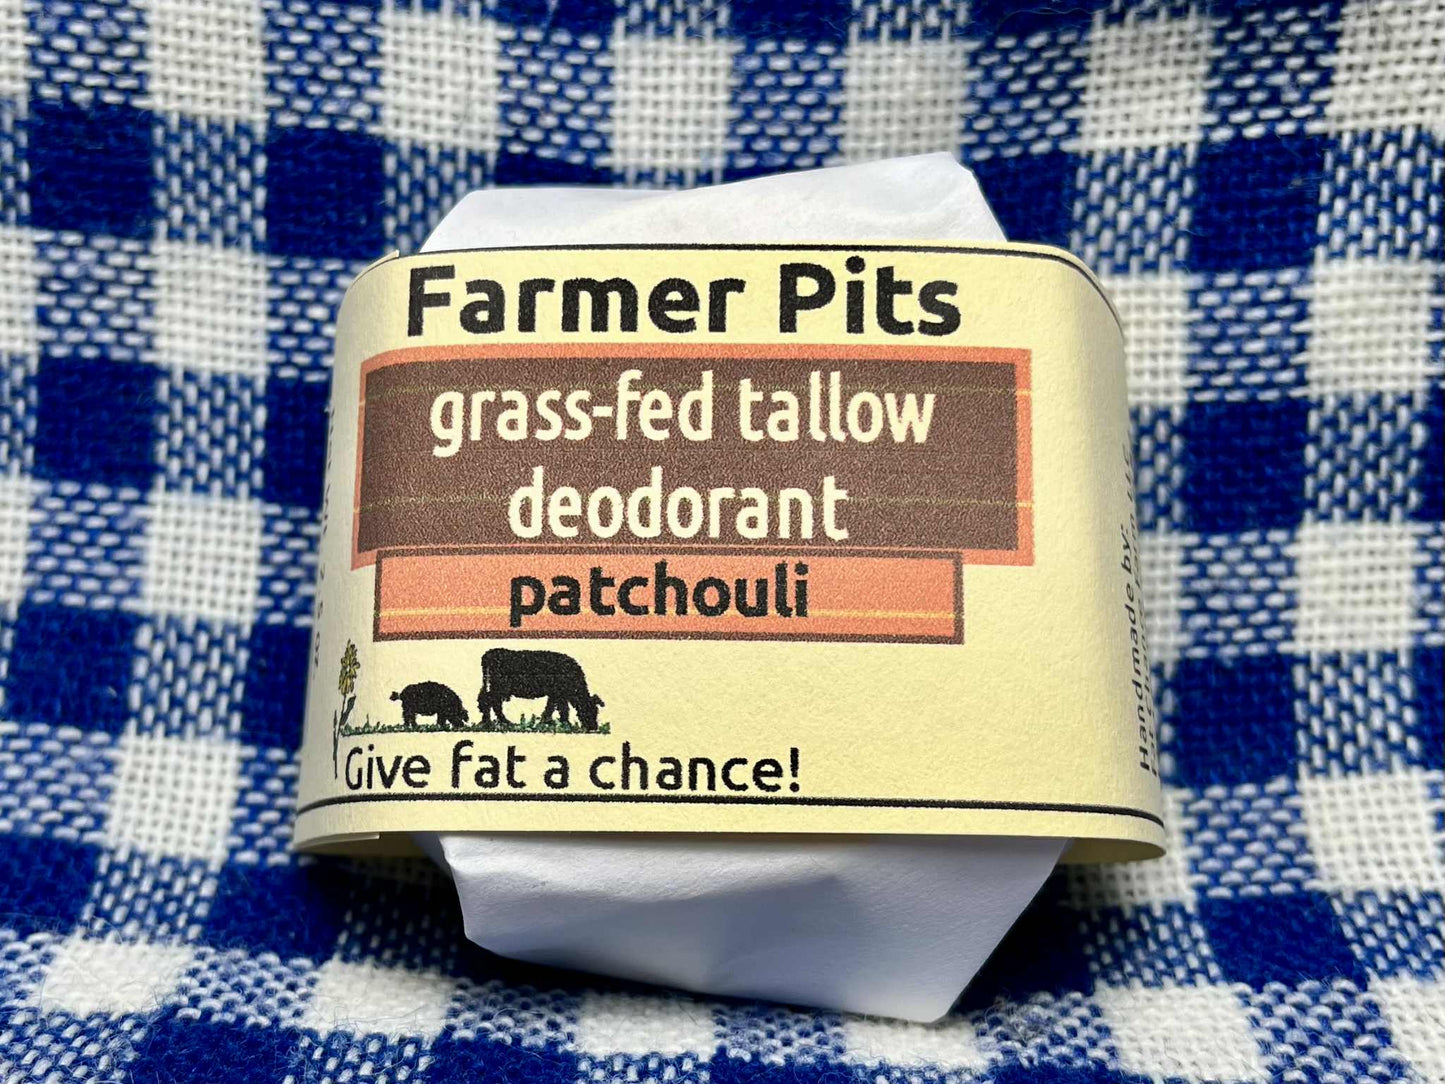 Farmer Pits
grass-fed tallow
deodorant
patchouli
Give fat a chance!
Handmade by: